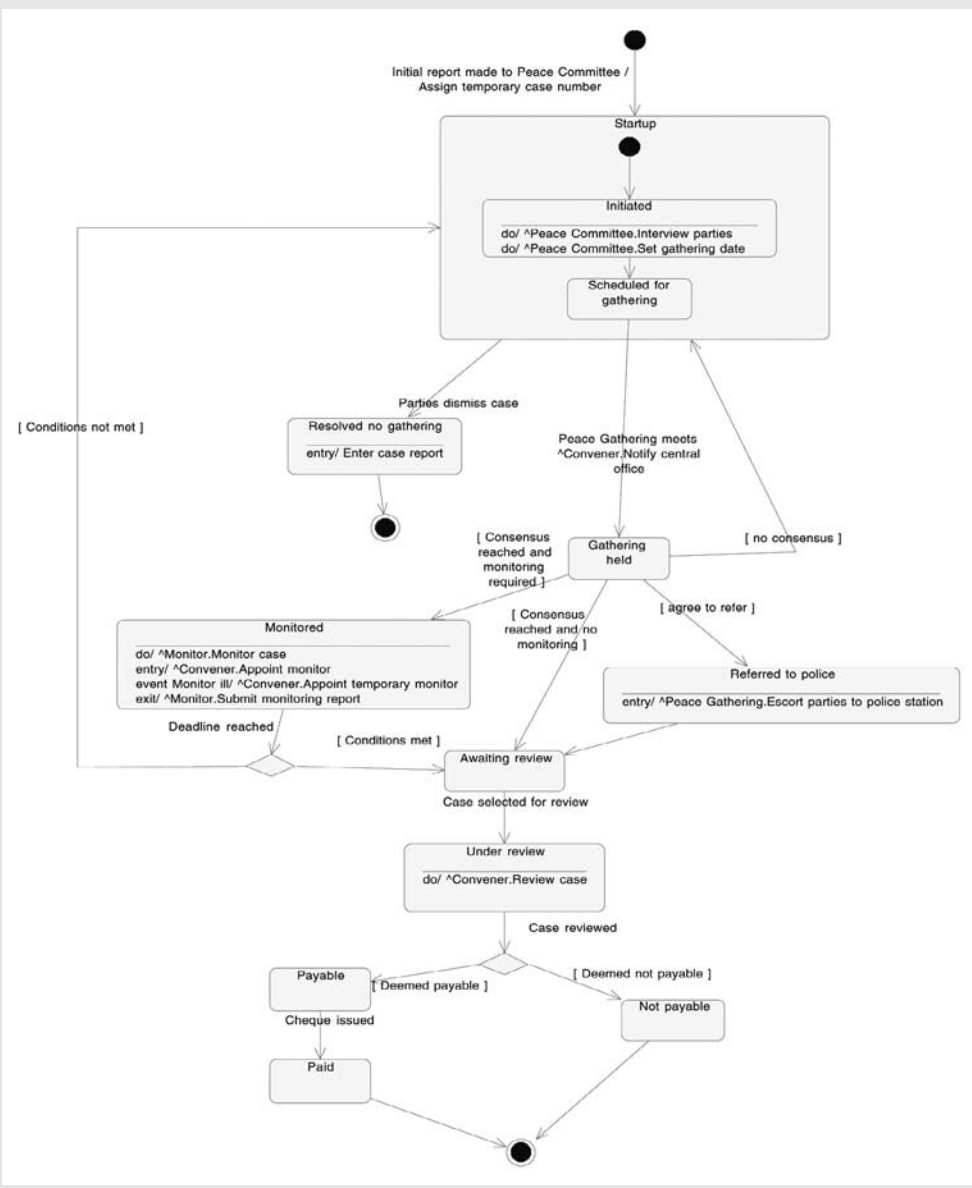 Initial report made to Peace Committee /
Assign temporary case number
Startup
Initiated
do/ ^Peace Committee.Interview parties
do/ ^Peace Committee.Set gathering date
Scheduled for
gathering
Parties dismiss case
[ Conditions not met ]
Resolved no gathering
entry/ Enter case report
Peace Gathering meets
^Convener.Notify central
office
[ Consensus
reached and
monitoring
required ]
Gathering
held
[ no consensus ]
[ Consensus
reached and no
monitoring ]
[ agree to refer ]
Monitored
do/ ^Monitor.Monitor case
entry/ ^Convener.Appoint monitor
event Monitor ill/ ^Convener.Appoint temporary monitor
exit/ ^Monitor.Submit monitoring report
Referred to police
entry/ ^Peace Gathering.Escort parties to police station
Deadline reached
[ Conditions met ]
Awaiting review
Case selected for review
Under review
do/ ^Convener.Review case
Case reviewed
Payable
[ Deemed payable ]
[ Deemed not payable ]
Not payable
Cheque issued
Paid